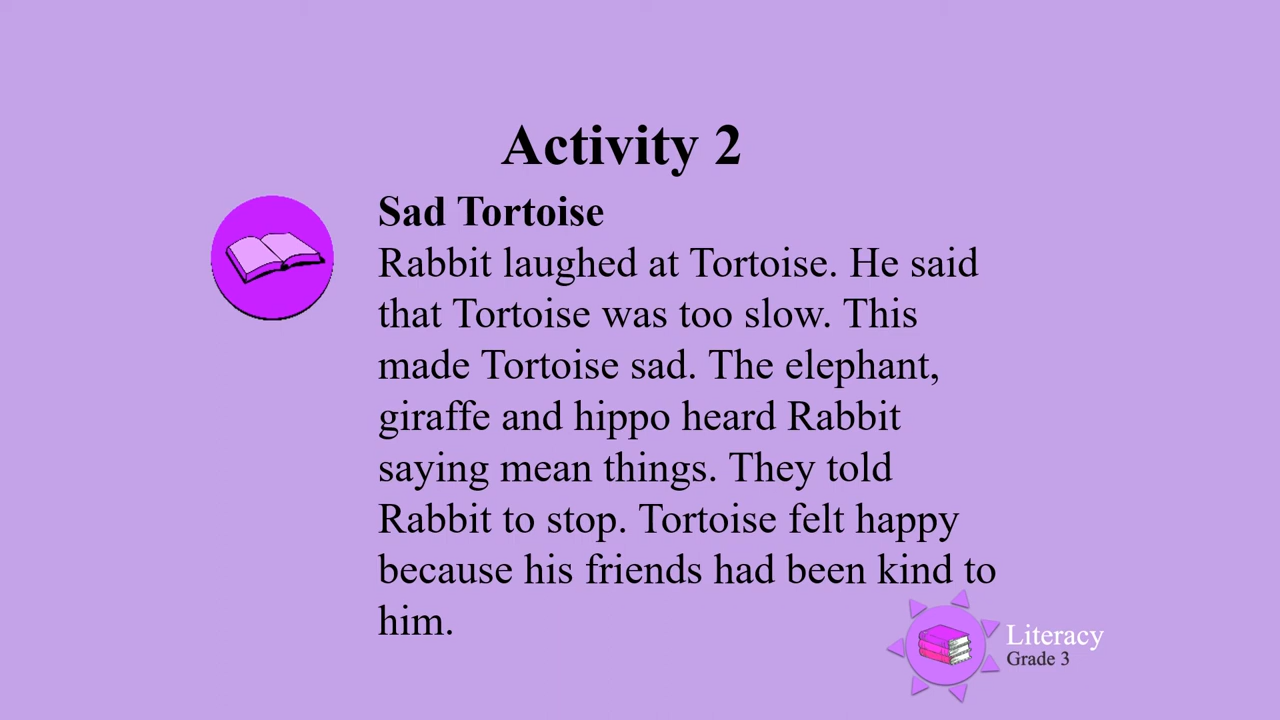 Activity 2
Sad Tortoise
Rabbit laughed at Tortoise. He said
that Tortoise was too slow. This
made Tortoise sad. The elephant,
giraffe and hippo heard Rabbit
saying mean things. They told
Rabbit to stop. Tortoise felt happy
because his friends had been kind to
him.
Literacy
Grade 3